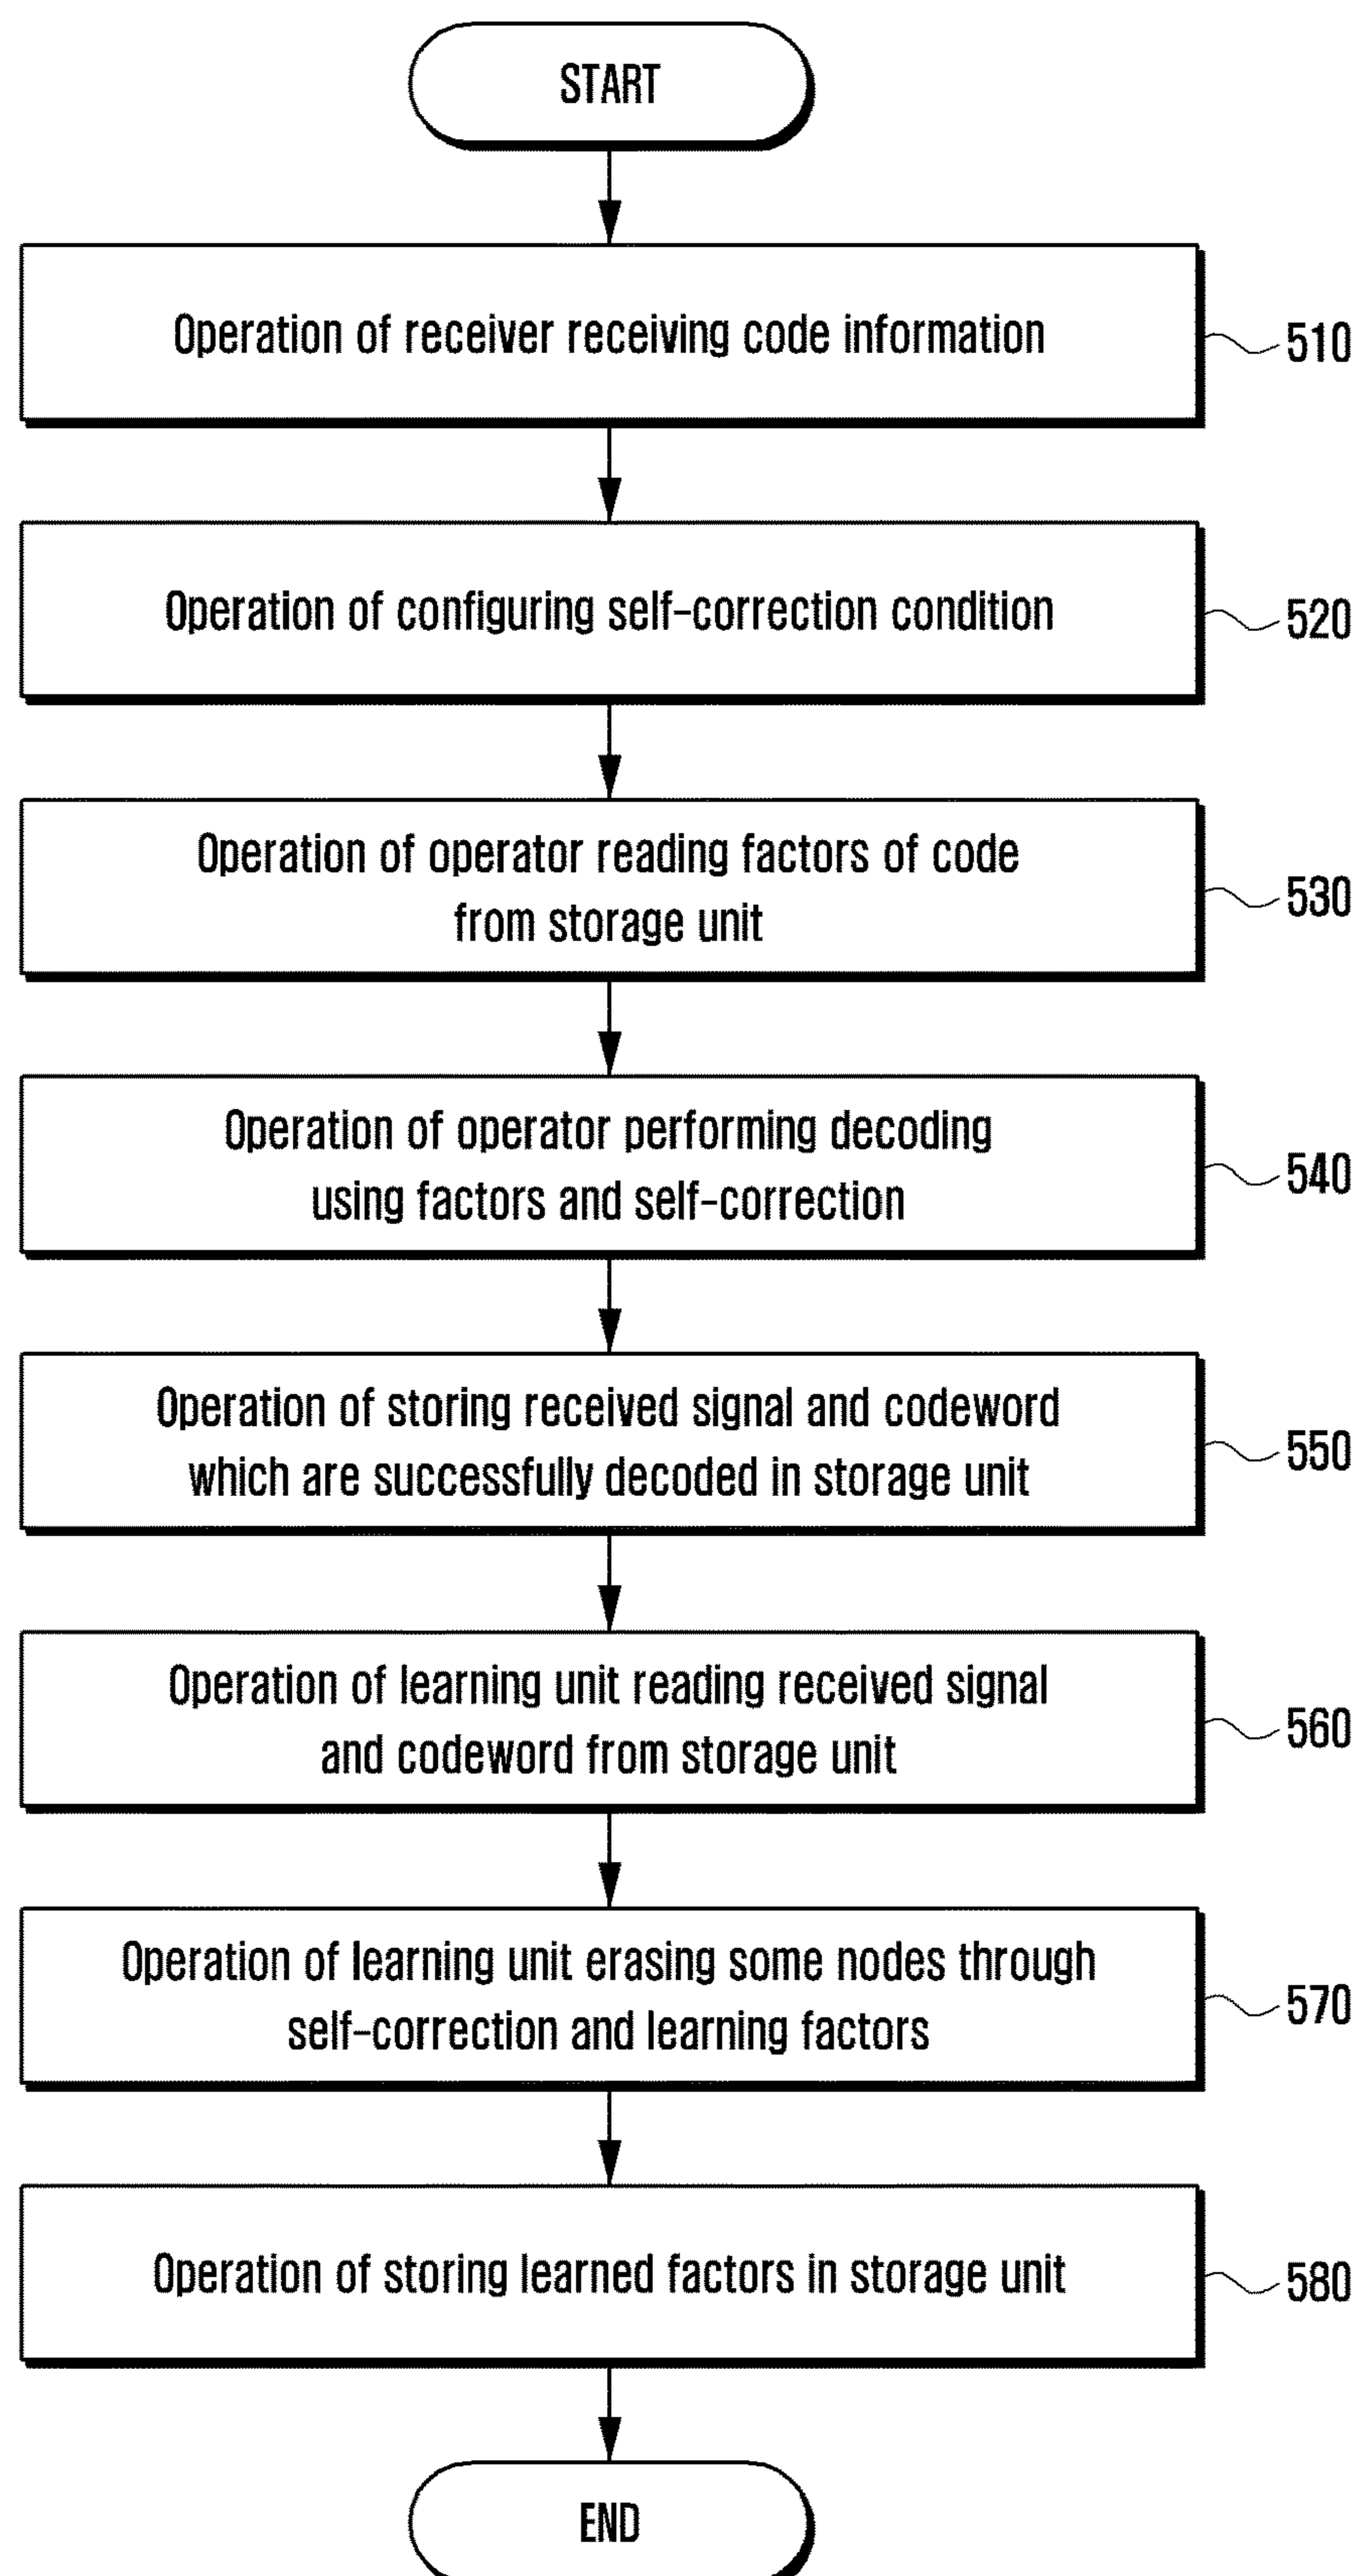 START
Operation of receiver receiving code information
510
Operation of configuring self-correction condition
520
Operation of operator reading factors of code
from storage unit
530
Operation of operator performing decoding
using factors and self-correction
540
Operation of storing received signal and codeword
which are successfully decoded in storage unit
550
Operation of learning unit reading received signal
and codeword from storage unit
560
Operation of learning unit erasing some nodes through
self-correction and learning factors
570
Operation of storing learned factors in storage unit
580
END